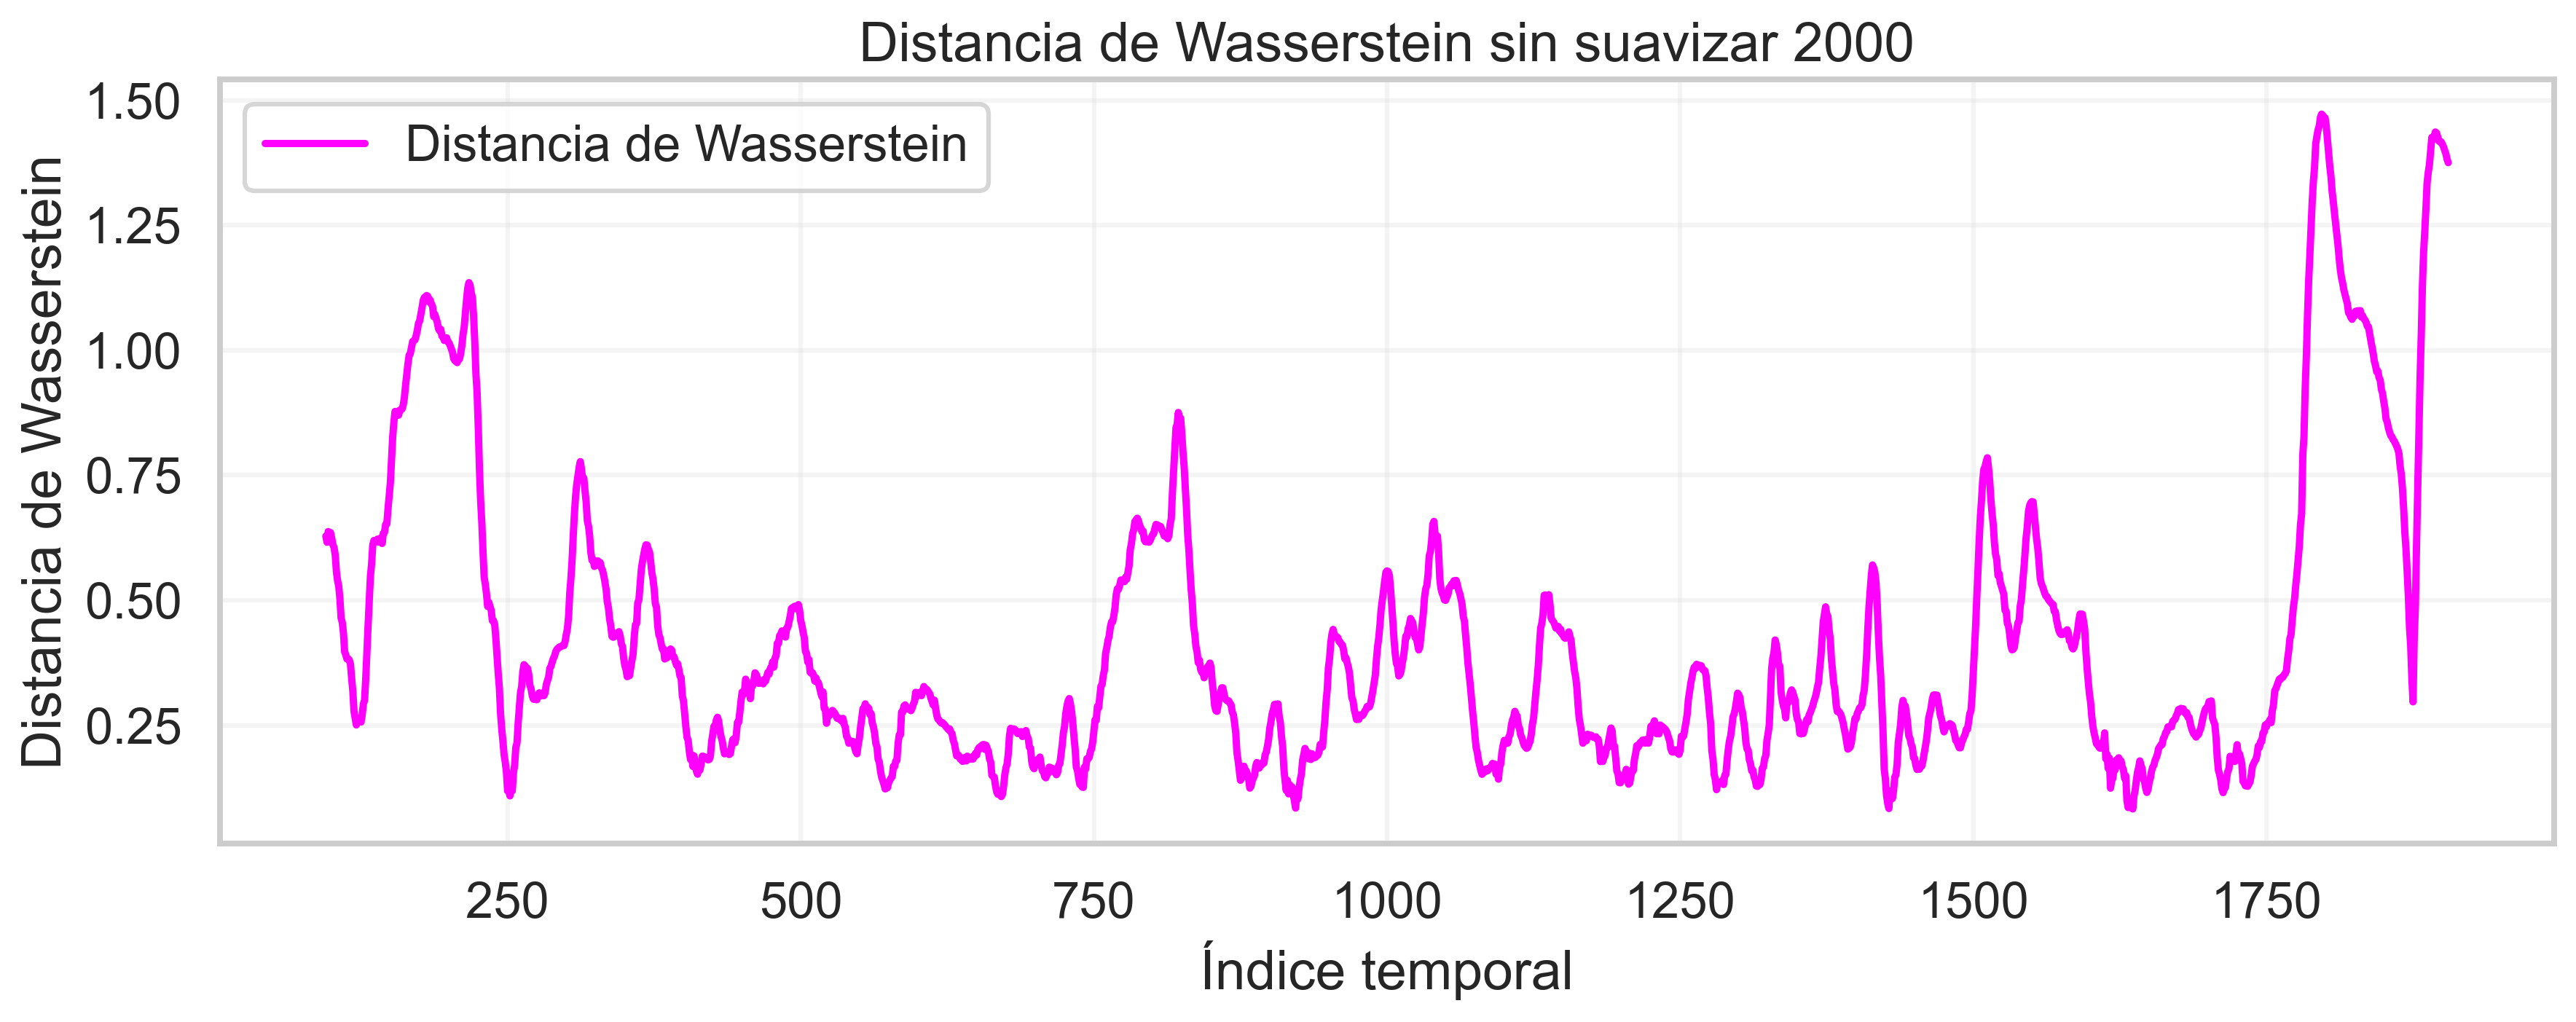 Distancia de Wasserstein sin suavizar 2000
Distancia de Wasserstein
Distancia de Wasserstein
1.50
1.25
1.00
0.75
0.50
0.25
250 500 750 1000 1250 1500 1750
Índice temporal